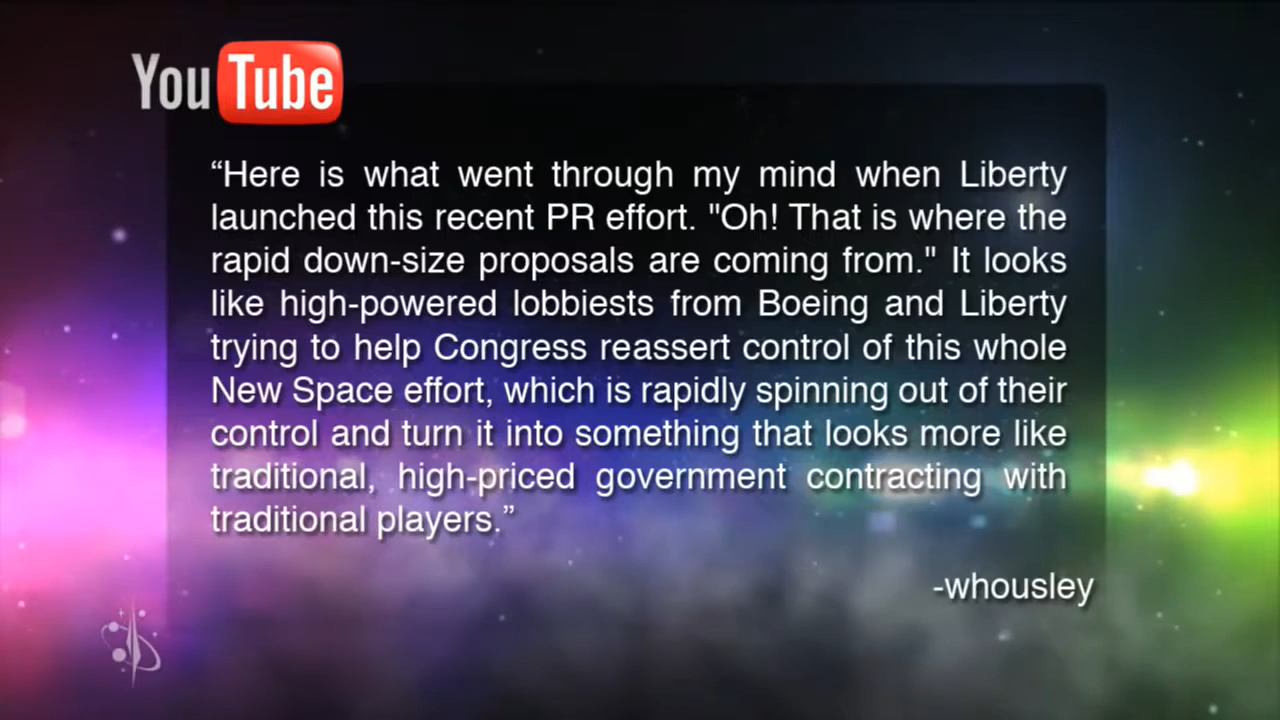 YouTube
“Here is what went through my mind when Liberty
launched this recent PR effort. "Oh! That is where the
rapid down-size proposals are coming from." It looks
like high-powered lobbiests from Boeing and Liberty
trying to help Congress reassert control of this whole
New Space effort, which is rapidly spinning out of their
control and turn it into something that looks more like
traditional, high-priced government contracting with
traditional players.”
-whousley